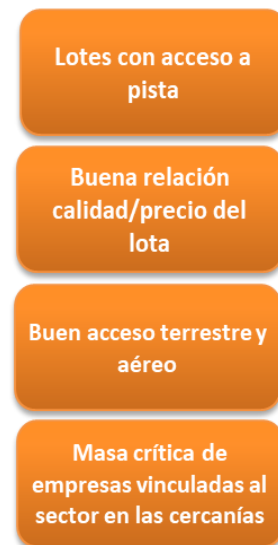 Lotes con acceso a
pista
Buena relación
calidad/precio del
lota
Buen acceso terrestre y
aéreo
Masa crítica de
empresas vinculadas al
sector en las cercanías